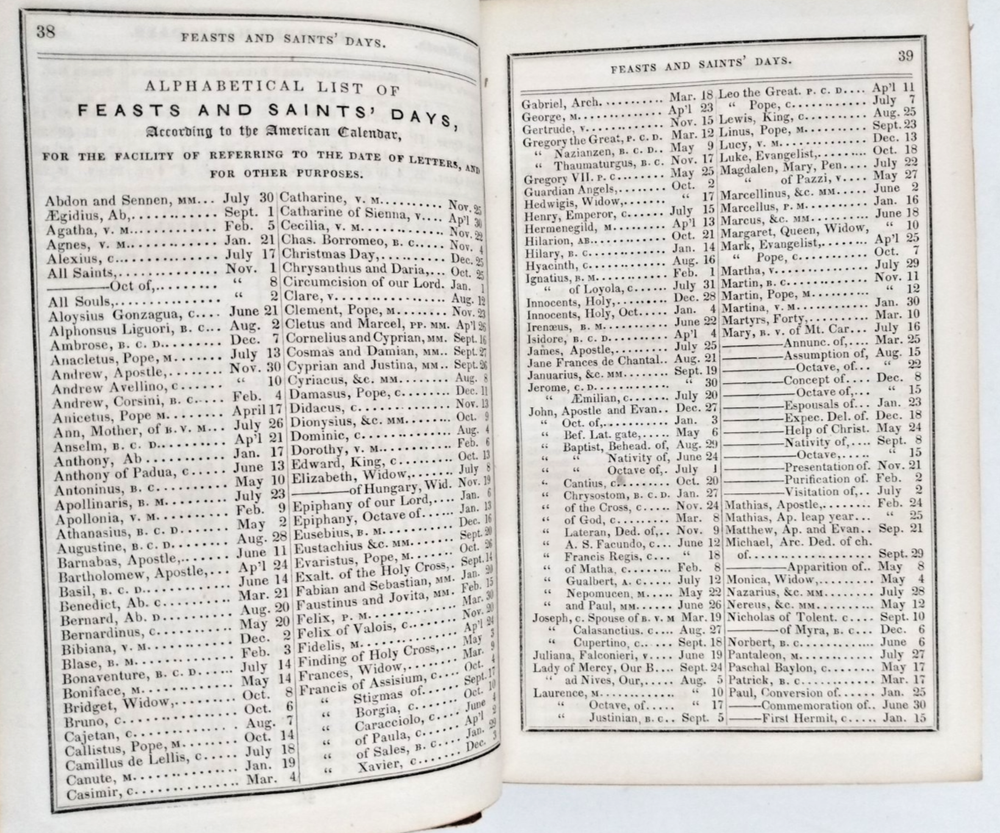 38
FEASTS AND SAINTS' DAYS.
ALPHABETICAL LIST OF
FEASTS AND SAINTS' DAYS,
According to the American Calendar,
FOR THE FACILITY OF REFERRING TO THE DATE OF LETTERS, AND
FOR OTHER PURPOSES.
Abdon and Sennen, MM... July 30
Ægidius, Ab,.......... Sept. 1
Agatha, V. M.......... Feb. 5
Agnes, V. M........... Jan. 21
Alexius, C............ July 17
All Saints,........... Nov. 1
———Oct of,.......... “ 8
All Souls,............ “ 2
Aloysius Gonzagua, C.... June 21
Alphonsus Liguori, B. C... Aug. 2
Ambrose, B. C. D....... Dec. 7
Anacletus, Pope, M....... July 13
Andrew, Apostle,....... Nov. 30
Andrew Avellino, C....... “ 10
Andrew, Corsini, B. C..... Feb. 4
Anicetus, Pope M....... April 17
Ann, Mother, of B. V. M... July 26
Anselm, B. C. D........ Ap'l 21
Anthony, Ab .......... Jan. 17
Anthony of Padua, C...... June 13
Antoninus, B. C......... May 10
Apollinaris, B. M........ July 23
Apollonia, V. M......... Feb. 9
Athanasius, B. C. D...... May 2
Augustine, B. C. D....... Aug. 28
Barnabas, Apostle,...... June 11
Bartholomew, Apostle,... Ap'l 24
Basil, B. C. D.......... June 14
Benedict, Ab. C......... Mar. 21
Bernard, Ab. D.......... Aug. 20
Bernardinus, C......... May 20
Bibiana, V. M.......... Dec. 2
Blase, B. M............ Feb. 3
Bonaventure, B. C. D..... July 14
Boniface, M........... May 14
Bridget, Widow,........ Oct. 8
Bruno, C............. Oct. 6
Cajetan, C............ Aug. 7
Callistus, Pope, M....... Oct. 14
Camillus de Lellis, C..... July 18
Canute, M............ Jan. 19
Casimir, C............ Mar. 4
Catharine, V. M......... Nov. 25
Catharine of Sienna, V.... Ap'l 30
Cecilia, V. M.......... Nov. 22
Chas. Borromeo, B. C..... Nov. 4
Christmas Day,......... Dec. 25
Chrysanthus and Daria,... Oct. 25
Circumcision of our Lord. Jan. 1
Clare, V.............. Aug. 12
Clement, Pope, M........ Nov. 23
Cletus and Marcel, PP. MM. Ap'l 26
Cornelius and Cyprian, MM. Sept. 16
Cosmas and Damian, MM.. Sept. 27
Cyprian and Justina, MM.. Sept. 26
Cyriacus, &c. MM........ Aug. 8
Damasus, Pope, C........ Dec. 11
Didacus, C............ Nov. 13
Dionysius, &c. MM....... Oct. 9
Dominic, C............ Aug. 4
Dorothy, V. M.......... Feb. 6
Edward, King, C........ Oct. 13
Elizabeth, Widow,...... July 8
———of Hungary, Wid. Nov. 19
Epiphany of our Lord,.... Jan. 6
Epiphany, Octave of..... Jan. 13
Eusebius, B. M......... Dec. 16
Eustachius &c. MM....... Sept. 20
Evaristus, Pope, M....... Oct. 26
Exalt. of the Holy Cross,. Sept. 14
Fabian and Sebastian, MM. Jan. 20
Faustinus and Jovita, MM. Feb. 15
Felix, P. M............ Mar. 30
Felix of Valois, C........ Nov. 20
Fidelis, M............ Ap'l 24
Finding of Holy Cross,... May 3
Frances, Widow,........ Mar. 9
Francis of Assisium, C.... Oct. 4
“ Stigmas of...... Sept. 17
“ Borgia, C....... Oct. 10
“ Caracciolo, C.... June 4
“ of Paula, C...... Ap'l 2
“ of Sales, B. C.... Jan. 29
“ Xavier, C....... Dec. 3
FEASTS AND SAINTS' DAYS.
39
Gabriel, Arch........... Mar. 18
George, M............. Ap'l 23
Gertrude, V............ Nov. 15
Gregory the Great, P. C. D. Mar. 12
“ Nazianzen, B. C. D.. May 9
“ Thaumaturgus, B. C. Nov. 17
Gregory VII. P. C........ May 25
Guardian Angels,....... Oct. 2
Hedwigis, Widow,....... “ 17
Henry, Emperor, C...... July 15
Hermenegild, M........ Ap'l 13
Hilarion, AB........... Oct. 21
Hilary, B. C........... Jan. 14
Hyacinth, C........... Aug. 16
Ignatius, B. M.......... Feb. 1
“ of Loyola, C....... July 31
Innocents, Holy,....... Dec. 28
Innocents, Holy, Oct..... Jan. 4
Irenæus, B. M......... June 22
Isidore, B. C. D........ Ap'l 4
James, Apostle,........ July 25
Jane Frances de Chantal.. Aug. 21
Januarius, &c. MM....... Sept. 19
Jerome, C. D........... “ 30
“ Æmilian, C........ July 20
John, Apostle and Evan.. Dec. 27
“ Oct. of,............ Jan. 3
“ Bef. Lat. gate,..... May 6
“ Baptist, Behead. of, Aug. 29
“ “ Nativity of, June 24
“ “ Octave of,.. July 1
“ Cantius, C......... Oct. 20
“ Chrysostom, B. C. D. Jan. 27
“ of the Cross, C...... Nov. 24
“ of God, C.......... Mar. 8
“ Lateran, Ded. of,.. Nov. 9
“ A. S. Facundo, C.... June 12
“ Francis Regis, C... “ 18
“ of Matha, C........ Feb. 8
“ Gualbert, A. C...... July 12
“ Nepomucen, M..... May 22
“ and Paul, MM...... June 26
Joseph, C. Spouse of B. V. M Mar. 19
“ Calasanctius. C.... Aug. 27
“ Cupertino, C...... Sept. 18
Juliana, Falconieri, V.... June 19
Lady of Mercy, Our B.... Sept. 24
“ ad Nives, Our,..... Aug. 5
Laurence, M........... “ 10
“ Octave, of..... “ 17
“ Justinian, B. C.. Sept. 5
Leo the Great. P. C. D.... Ap'l 11
“ Pope, C............. July 7
Lewis, King, C.......... Aug. 25
Linus, Pope, M......... Sept. 23
Lucy, V. M............. Dec. 13
Luke, Evangelist,....... Oct. 18
Magdalen, Mary, Pen.... July 22
“ of Pazzi, V.... May 27
Marcellinus, &c. MM..... June 2
Marcellus, P. M......... Jan. 16
Marcus, &c. MM......... June 18
Margaret, Queen, Widow, “ 10
Mark, Evangelist,....... Ap'l 25
“ Pope, C........... Oct. 7
Martha, V............. July 29
Martin, B. C........... Nov. 11
Martin, Pope, M........ “ 12
Martina, V. M.......... Jan. 30
Martyrs, Forty,......... Mar. 10
Mary, B. V. of Mt. Car... July 16
———Annunc. of,.... Mar. 25
———Assumption of, Aug. 15
———Octave, of... “ 22
———Concept of.... Dec. 8
———Octave of,... “ 15
———Espousals of.. Jan. 23
———Expec. Del. of. Dec. 18
———Help of Christ. May 24
———Nativity of,... Sept. 8
———Octave,..... “ 15
———Presentation of. Nov. 21
———Purification of. Feb. 2
———Visitation of,.. July 2
Mathias, Apostle,....... Feb. 24
Mathias, Ap. leap year... “ 25
Matthew, Ap. and Evan.. Sep. 21
Michael, Arc. Ded. of ch.
of................... Sept. 29
———Apparition of.. May 8
Monica, Widow,........ May 4
Nazarius, &c. MM....... July 28
Nereus, &c. MM........ May 12
Nicholas of Tolent. C.... Sept. 10
———of Myra, B. C... Dec. 6
Norbert, B. C.......... June 6
Pantaleon, M.......... July 27
Paschal Baylon, C....... May 17
Patrick, B. C.......... Mar. 17
Paul, Conversion of..... Jan. 25
———Commemoration of.. June 30
———First Hermit, C..... Jan. 15